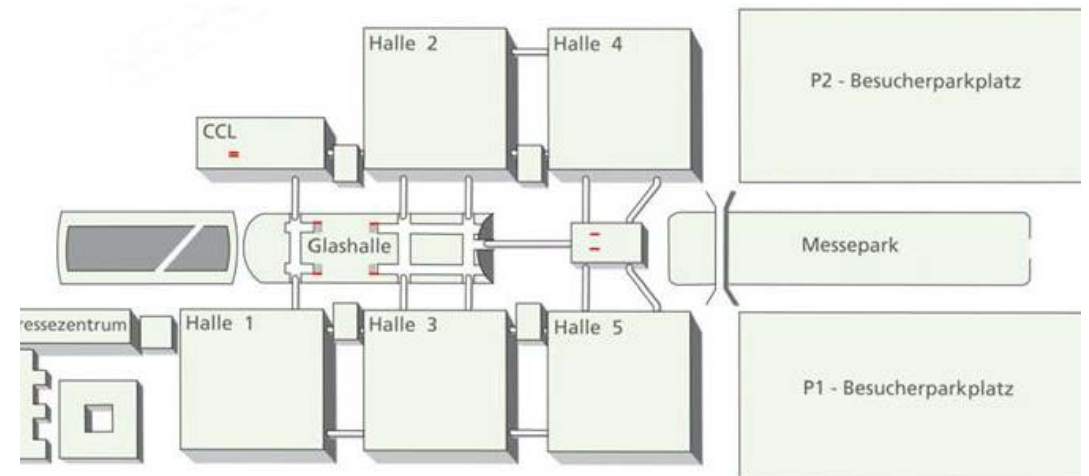 Halle 2
Halle 4
P2 - Besucherparkplatz
CCL
Glashalle
Messepark
ressezentrum
Halle 1
Halle 3
Halle 5
P1 - Besucherparkplatz